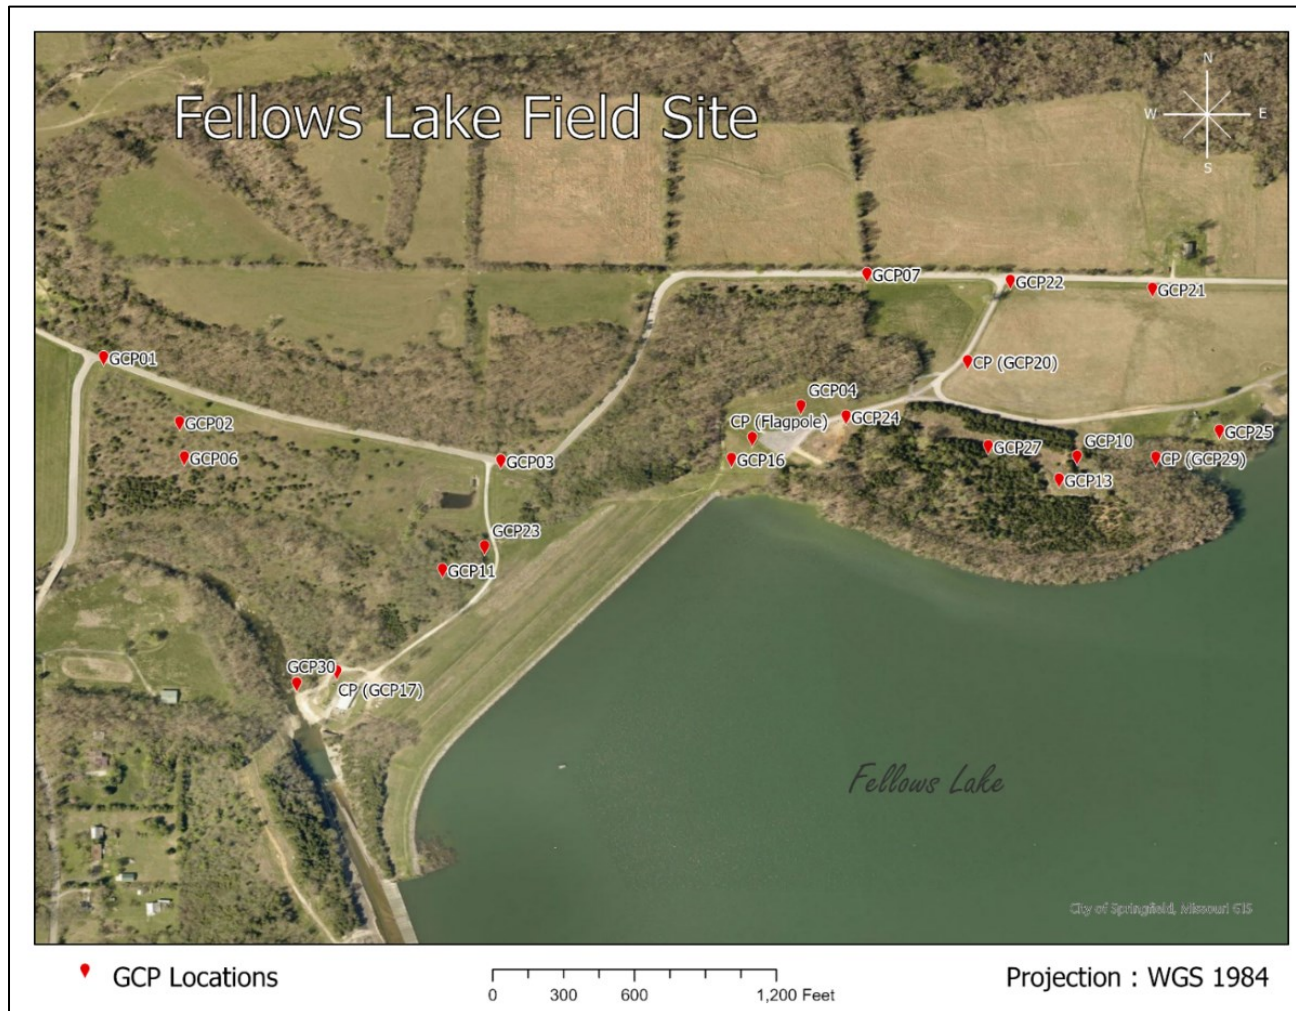 Fellows Lake Field Site
N
W E
S
GCP07
GCP22
GCP21
GCP01
CP (GCP20)
GCP04
GCP24
GCP02
CP (Flagpole)
GCP25
GCP27
GCP10
GCP06
GCP03
GCP16
CP (GCP29)
GCP13
GCP23
GCP11
GCP30
CP (GCP17)
Fellows Lake
City of Springfield, Missouri GIS
GCP Locations
0 300 600 1,200 Feet
Projection : WGS 1984